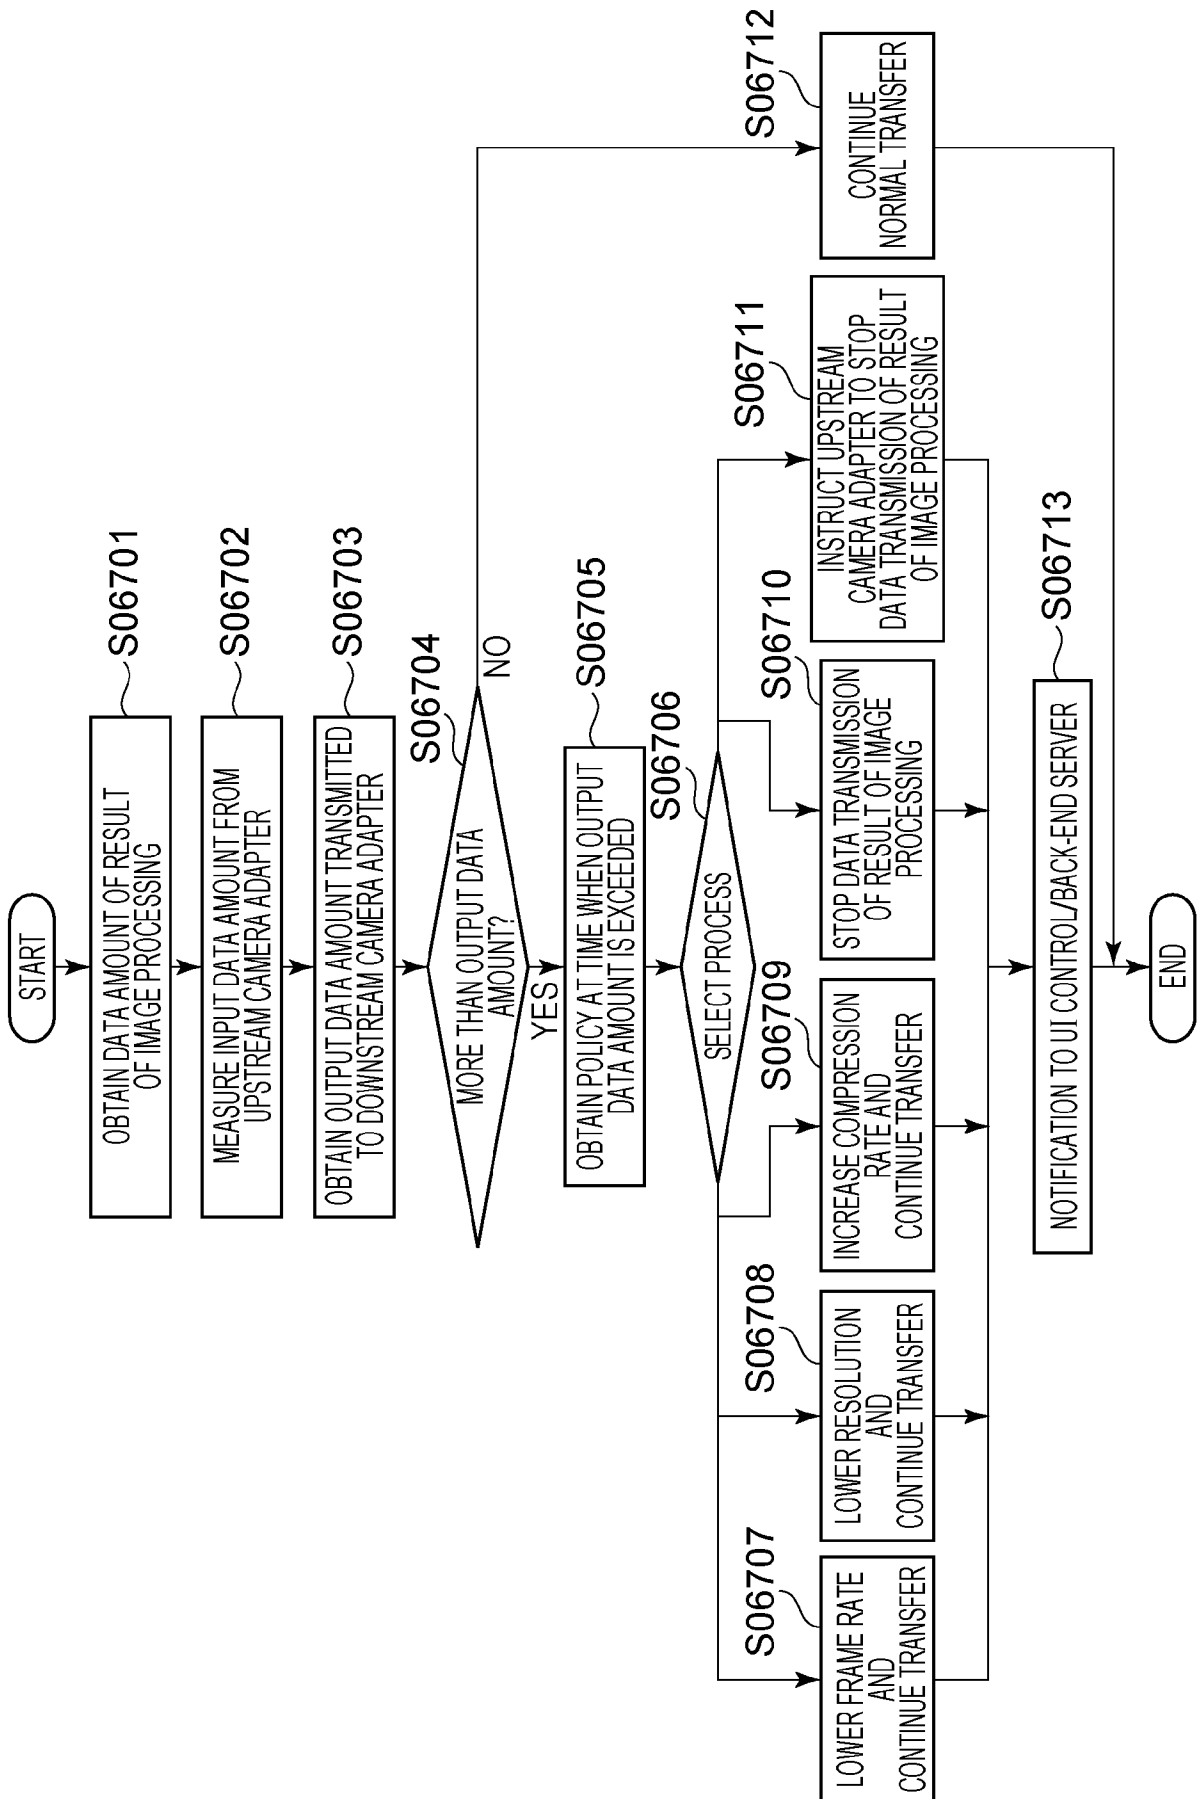 START
S06701
OBTAIN DATA AMOUNT OF RESULT
OF IMAGE PROCESSING
S06702
MEASURE INPUT DATA AMOUNT FROM
UPSTREAM CAMERA ADAPTER
S06703
OBTAIN OUTPUT DATA AMOUNT TRANSMITTED
TO DOWNSTREAM CAMERA ADAPTER
S06704
MORE THAN OUTPUT DATA
AMOUNT?
NO
YES
S06705
OBTAIN POLICY AT TIME WHEN OUTPUT
DATA AMOUNT IS EXCEEDED
S06706
SELECT PROCESS
S06707
LOWER FRAME RATE
AND
CONTINUE TRANSFER
S06708
LOWER RESOLUTION
AND
CONTINUE TRANSFER
S06709
INCREASE COMPRESSION
RATE AND
CONTINUE TRANSFER
S06710
STOP DATA TRANSMISSION
OF RESULT OF IMAGE
PROCESSING
S06711
INSTRUCT UPSTREAM
CAMERA ADAPTER TO STOP
DATA TRANSMISSION OF RESULT
OF IMAGE PROCESSING
S06712
CONTINUE
NORMAL TRANSFER
S06713
NOTIFICATION TO UI CONTROL/BACK-END SERVER
END